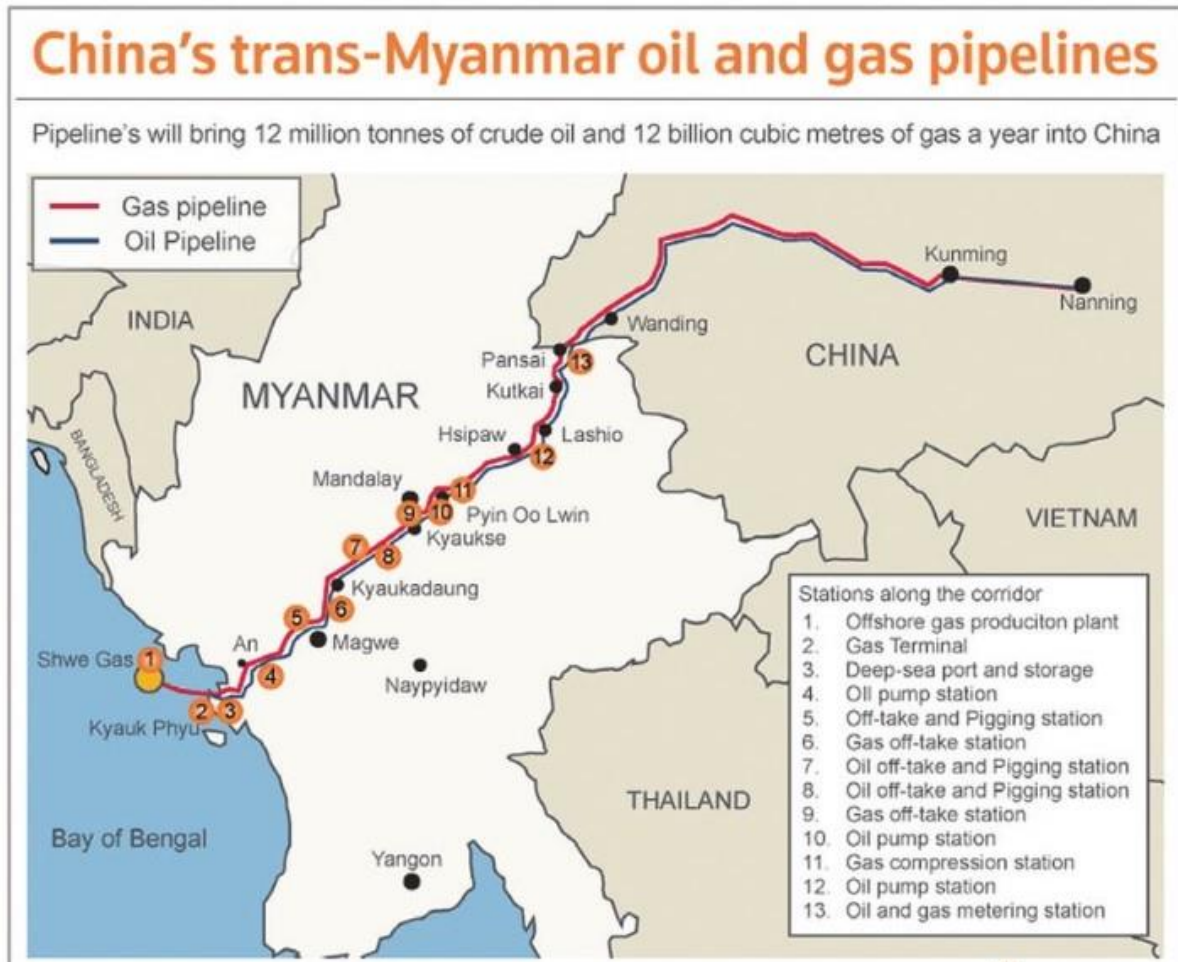 China's trans-Myanmar oil and gas pipelines
Pipeline's will bring 12 million tonnes of crude oil and 12 billion cubic metres of gas a year into China
Gas pipeline
Oil Pipeline
INDIA
BANGLADESH
MYANMAR
CHINA
VIETNAM
THAILAND
Bay of Bengal
Kunming
Nanning
Wanding
Pansai
13
Kutkai
Hsipaw
Lashio
12
Mandalay
11
9
10
Pyin Oo Lwin
Kyaukse
7
8
Kyaukadaung
5
6
Magwe
An
4
Naypyidaw
Shwe Gas
1
2
3
Kyauk Phyu
Yangon
Stations along the corridor
1. Offshore gas produciton plant
2. Gas Terminal
3. Deep-sea port and storage
4. OIl pump station
5. Off-take and Pigging station
6. Gas off-take station
7. Oil off-take and Pigging station
8. Oil off-take and Pigging station
9. Gas off-take station
10. Oil pump station
11. Gas compression station
12. Oil pump station
13. Oil and gas metering station